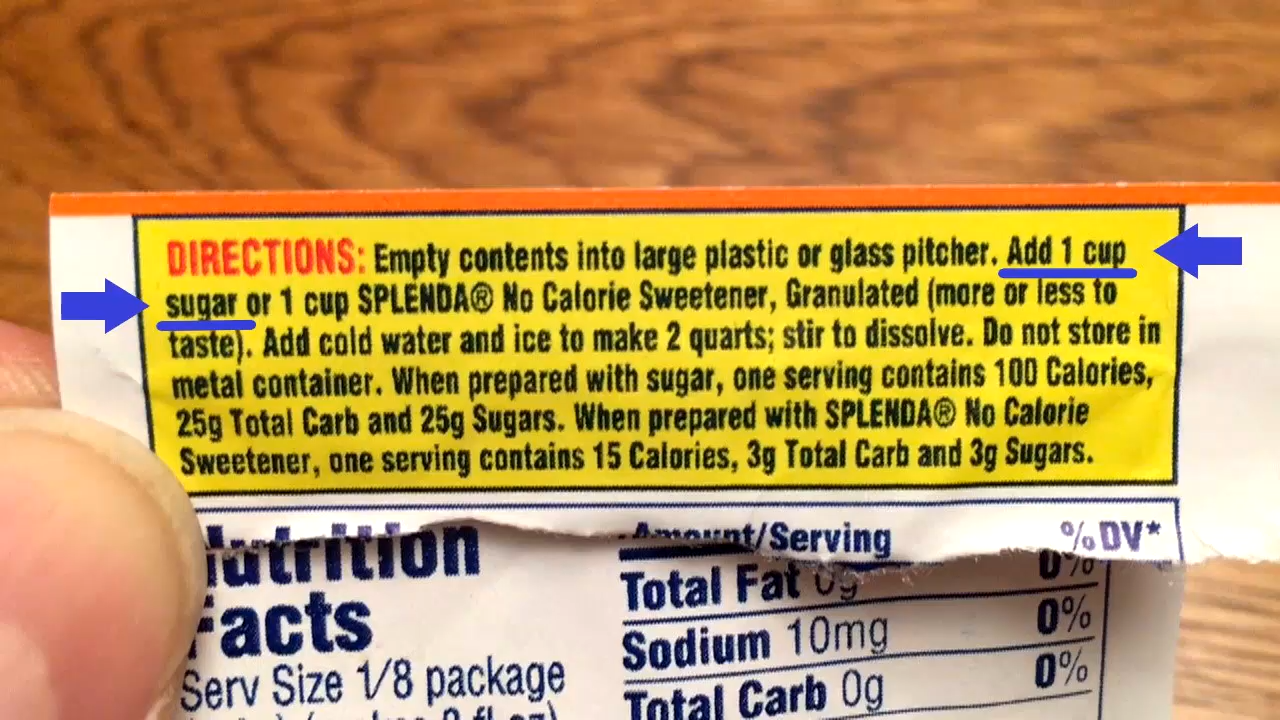 DIRECTIONS: Empty contents into large plastic or glass pitcher. Add 1 cup
sugar or 1 cup SPLENDA® No Calorie Sweetener, Granulated (more or less to
taste). Add cold water and ice to make 2 quarts; stir to dissolve. Do not store in
metal container. When prepared with sugar, one serving contains 100 Calories,
25g Total Carb and 25g Sugars. When prepared with SPLENDA® No Calorie
Sweetener, one serving contains 15 Calories, 3g Total Carb and 3g Sugars.
Nutrition
Facts
Serv Size 1/8 package
Amount/Serving %DV*
Total Fat 0g 0%
Sodium 10mg 0%
Total Carb 0g 0%